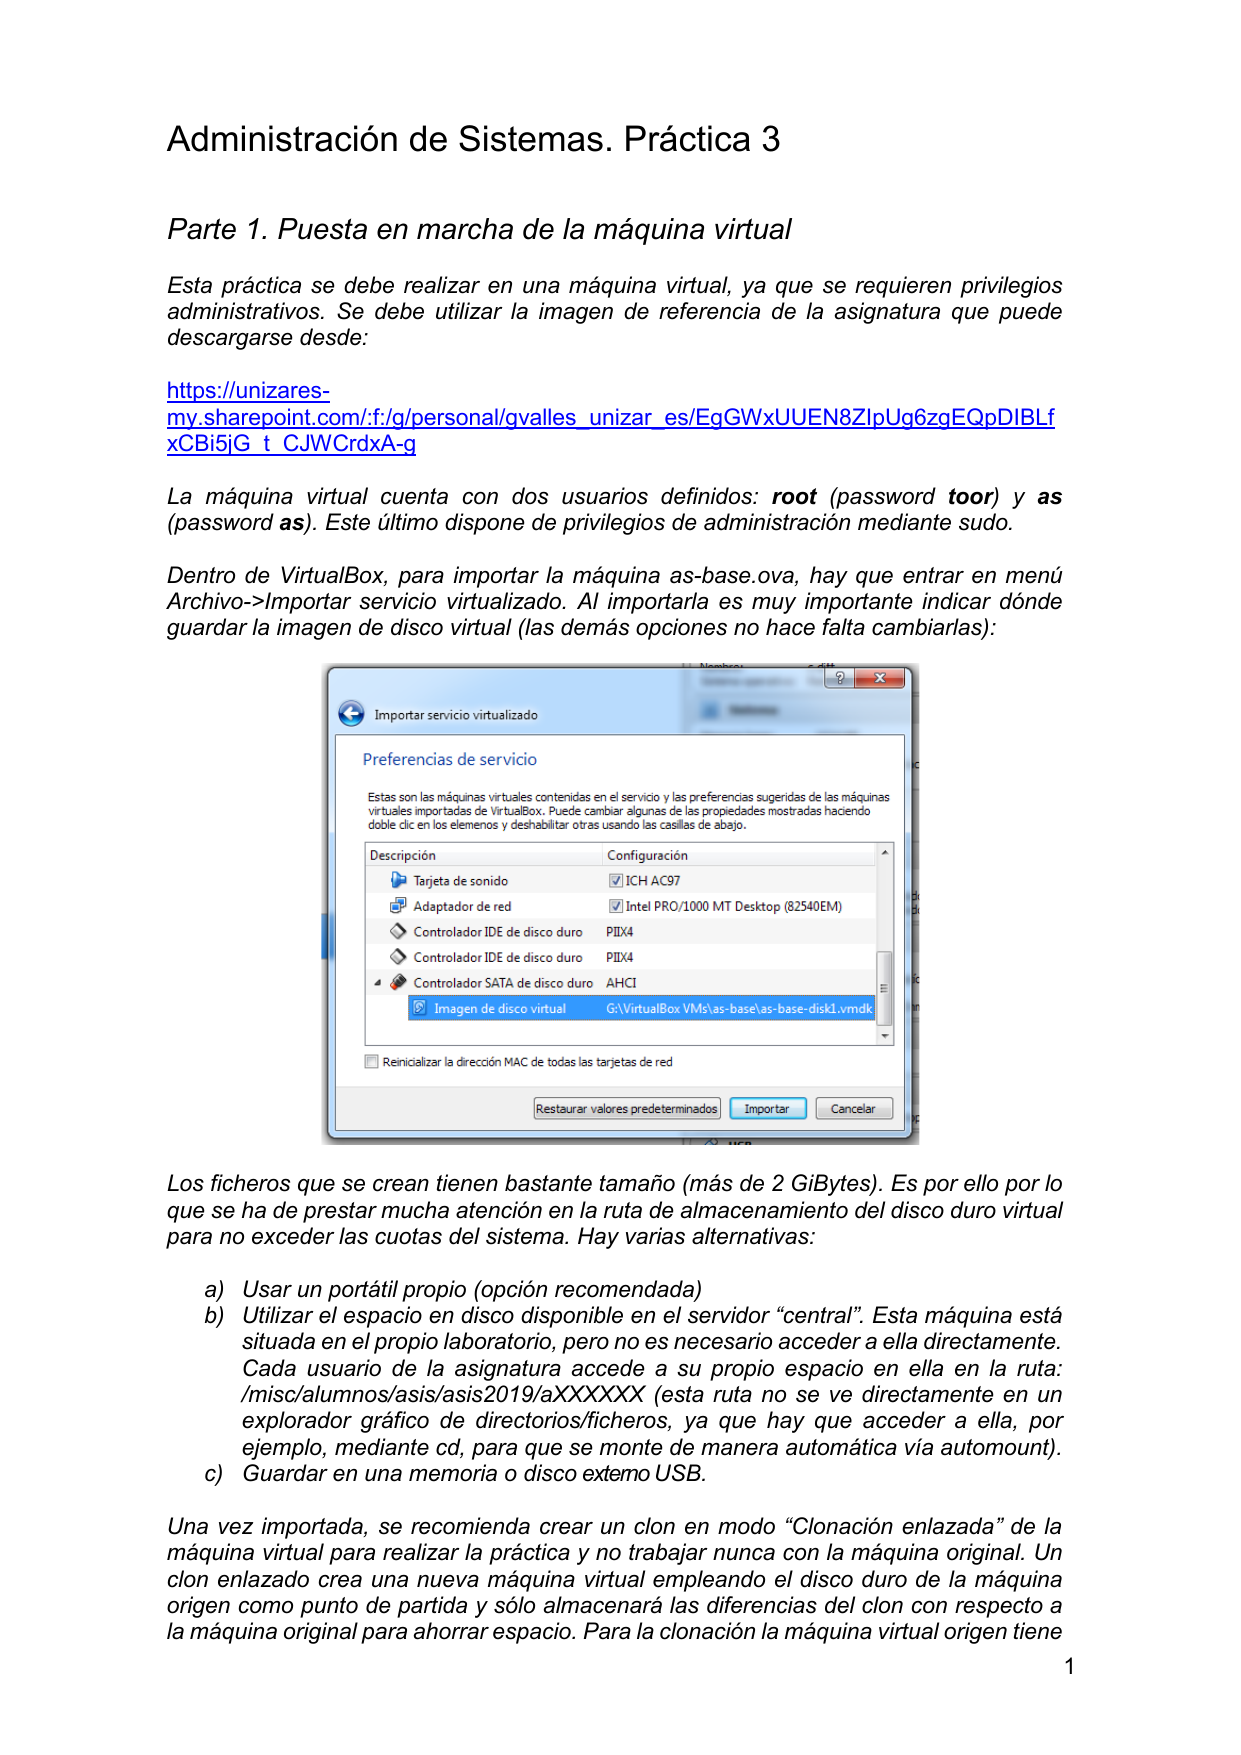 Administración de Sistemas. Práctica 3
Parte 1. Puesta en marcha de la máquina virtual
Esta práctica se debe realizar en una máquina virtual, ya que se requieren privilegios
administrativos. Se debe utilizar la imagen de referencia de la asignatura que puede
descargarse desde:
https://unizares-
my.sharepoint.com/:f:/g/personal/gvalles_unizar_es/EgGWxUUEN8ZIpUg6zgEQpDIBLf
xCBi5jG_t_CJWCrdxA-g
La máquina virtual cuenta con dos usuarios definidos: root (password toor) y as
(password as). Este último dispone de privilegios de administración mediante sudo.
Dentro de VirtualBox, para importar la máquina as-base.ova, hay que entrar en menú
Archivo->Importar servicio virtualizado. Al importarla es muy importante indicar dónde
guardar la imagen de disco virtual (las demás opciones no hace falta cambiarlas):
Importar servicio virtualizado
Preferencias de servicio
Estas son las máquinas virtuales contenidas en el servicio y las preferencias sugeridas de las máquinas
virtuales importadas de VirtualBox. Puede cambiar algunas de las propiedades mostradas haciendo
doble clic en los elemenos y deshabilitar otras usando las casillas de abajo.
Descripción Configuración
Tarjeta de sonido ICH AC97
Adaptador de red Intel PRO/1000 MT Desktop (82540EM)
Controlador IDE de disco duro PIIX4
Controlador IDE de disco duro PIIX4
Controlador SATA de disco duro AHCI
Imagen de disco virtual G:\VirtualBox VMs\as-base\as-base-disk1.vmdk
Reinicializar la dirección MAC de todas las tarjetas de red
Restaurar valores predeterminados Importar Cancelar
Los ficheros que se crean tienen bastante tamaño (más de 2 GiBytes). Es por ello por lo
que se ha de prestar mucha atención en la ruta de almacenamiento del disco duro virtual
para no exceder las cuotas del sistema. Hay varias alternativas:
a) Usar un portátil propio (opción recomendada)
b) Utilizar el espacio en disco disponible en el servidor “central”. Esta máquina está
situada en el propio laboratorio, pero no es necesario acceder a ella directamente.
Cada usuario de la asignatura accede a su propio espacio en ella en la ruta:
/misc/alumnos/asis/asis2019/aXXXXXX (esta ruta no se ve directamente en un
explorador gráfico de directorios/ficheros, ya que hay que acceder a ella, por
ejemplo, mediante cd, para que se monte de manera automática vía automount).
c) Guardar en una memoria o disco externo USB.
Una vez importada, se recomienda crear un clon en modo “Clonación enlazada” de la
máquina virtual para realizar la práctica y no trabajar nunca con la máquina original. Un
clon enlazado crea una nueva máquina virtual empleando el disco duro de la máquina
origen como punto de partida y sólo almacenará las diferencias del clon con respecto a
la máquina original para ahorrar espacio. Para la clonación la máquina virtual origen tiene
1